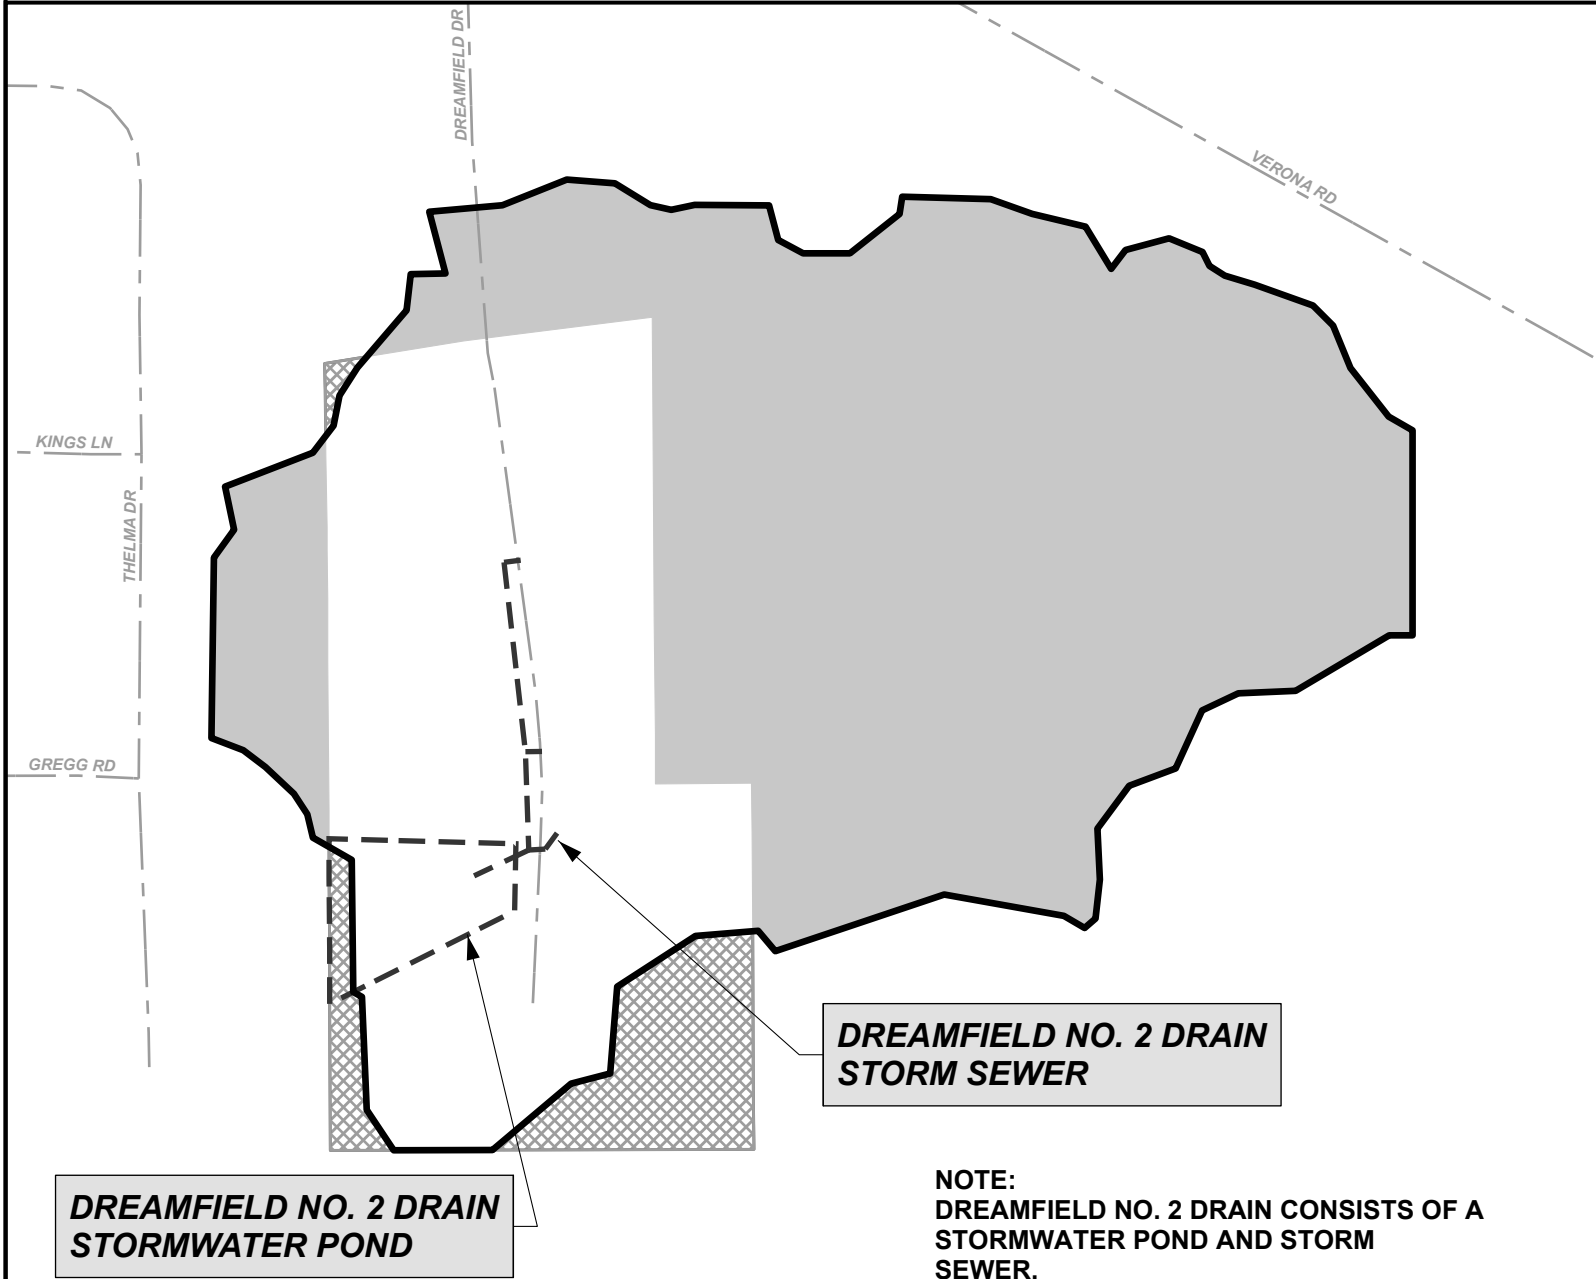 DREAMFIELD DR
VERONA RD
KINGS LN
THELMA DR
GREGG RD
DREAMFIELD NO. 2 DRAIN
STORM SEWER
DREAMFIELD NO. 2 DRAIN
STORMWATER POND
NOTE:
DREAMFIELD NO. 2 DRAIN CONSISTS OF A
STORMWATER POND AND STORM
SEWER.